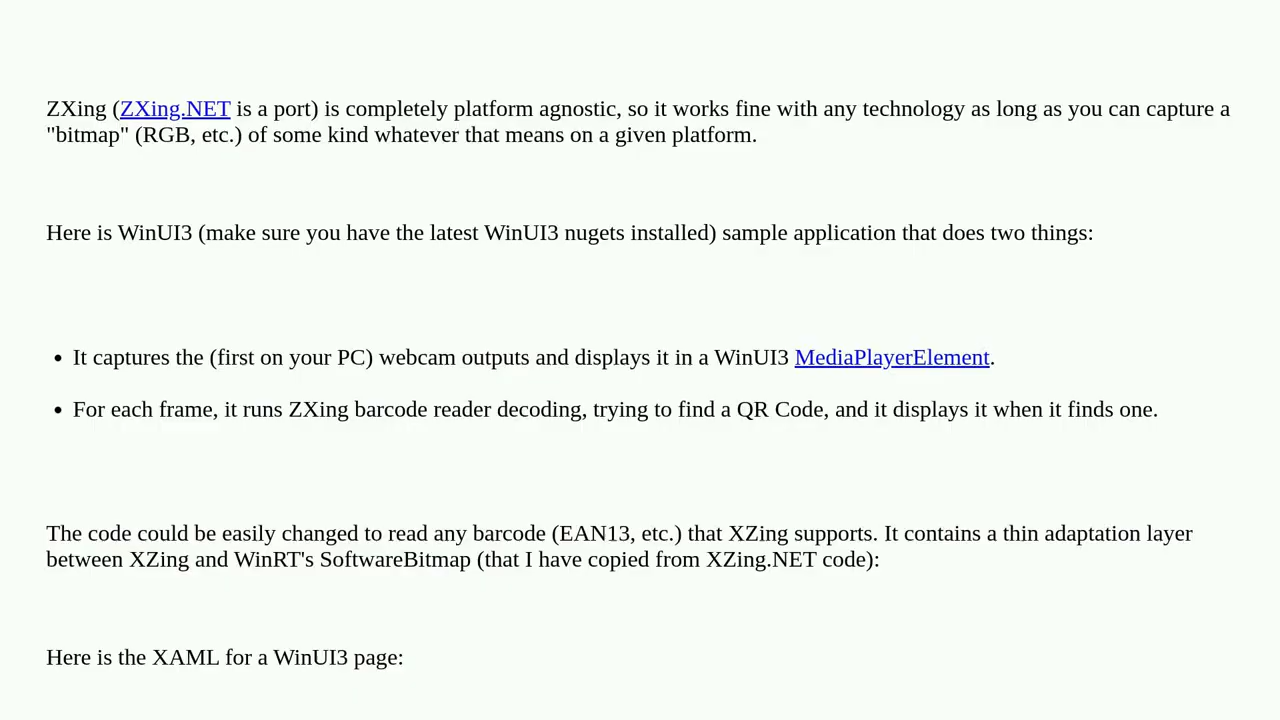 ZXing (ZXing.NET is a port) is completely platform agnostic, so it works fine with any technology as long as you can capture a
"bitmap" (RGB, etc.) of some kind whatever that means on a given platform.
Here is WinUI3 (make sure you have the latest WinUI3 nugets installed) sample application that does two things:
• It captures the (first on your PC) webcam outputs and displays it in a WinUI3 MediaPlayerElement.
• For each frame, it runs ZXing barcode reader decoding, trying to find a QR Code, and it displays it when it finds one.
The code could be easily changed to read any barcode (EAN13, etc.) that XZing supports. It contains a thin adaptation layer
between XZing and WinRT's SoftwareBitmap (that I have copied from XZing.NET code):
Here is the XAML for a WinUI3 page: